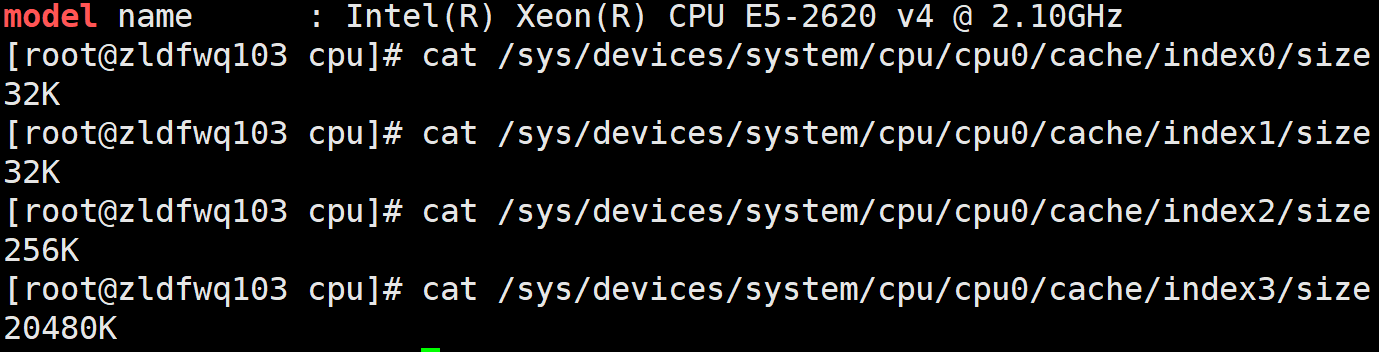 model name      : Intel(R) Xeon(R) CPU E5-2620 v4 @ 2.10GHz
[root@zldfwq103 cpu]# cat /sys/devices/system/cpu/cpu0/cache/index0/size
32K
[root@zldfwq103 cpu]# cat /sys/devices/system/cpu/cpu0/cache/index1/size
32K
[root@zldfwq103 cpu]# cat /sys/devices/system/cpu/cpu0/cache/index2/size
256K
[root@zldfwq103 cpu]# cat /sys/devices/system/cpu/cpu0/cache/index3/size
20480K